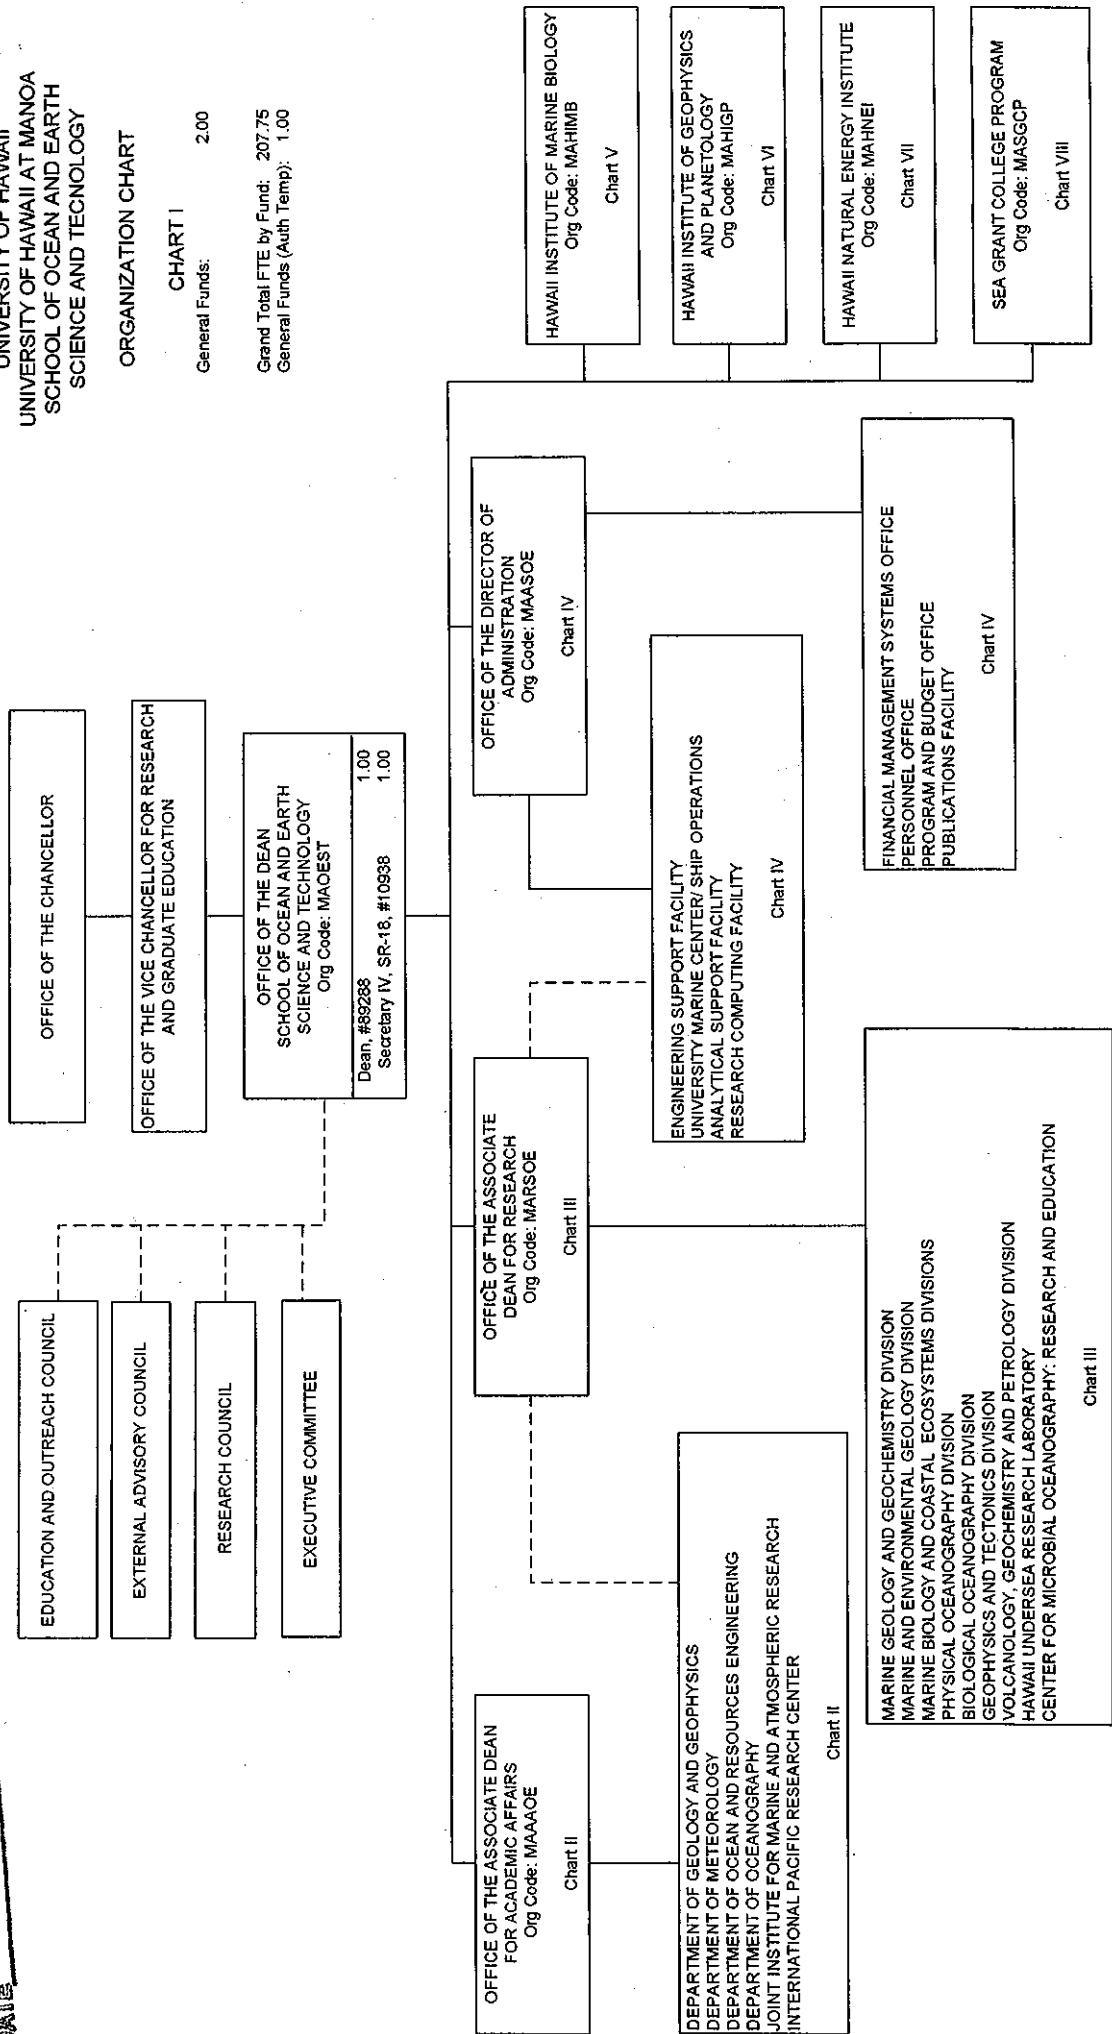 UNIVERSITY OF HAWAII
UNIVERSITY OF HAWAII AT MANOA
SCHOOL OF OCEAN AND EARTH
SCIENCE AND TECNOLOGY
ORGANIZATION CHART
CHART I
General Funds: 2.00
Grand Total FTE by Fund: 207.75
General Funds (Auth Temp): 1.00
OFFICE OF THE CHANCELLOR
OFFICE OF THE VICE CHANCELLOR FOR RESEARCH
AND GRADUATE EDUCATION
OFFICE OF THE DEAN
SCHOOL OF OCEAN AND EARTH
SCIENCE AND TECHNOLOGY
Org Code: MAOEST
Dean, #89288 1.00
Secretary IV, SR-18, #10938 1.00
EDUCATION AND OUTREACH COUNCIL
EXTERNAL ADVISORY COUNCIL
RESEARCH COUNCIL
EXECUTIVE COMMITTEE
OFFICE OF THE ASSOCIATE DEAN
FOR ACADEMIC AFFAIRS
Org Code: MAAAOE
Chart II
OFFICE OF THE ASSOCIATE
DEAN FOR RESEARCH
Org Code: MARSOE
Chart III
OFFICE OF THE DIRECTOR OF
ADMINISTRATION
Org Code: MAASOE
Chart IV
HAWAII INSTITUTE OF MARINE BIOLOGY
Org Code: MAHIMB
Chart V
HAWAII INSTITUTE OF GEOPHYSICS
AND PLANETOLOGY
Org Code: MAHIGP
Chart VI
HAWAII NATURAL ENERGY INSTITUTE
Org Code: MAHNEI
Chart VII
SEA GRANT COLLEGE PROGRAM
Org Code: MASGCP
Chart VIII
DEPARTMENT OF GEOLOGY AND GEOPHYSICS
DEPARTMENT OF METEOROLOGY
DEPARTMENT OF OCEAN AND RESOURCES ENGINEERING
DEPARTMENT OF OCEANOGRAPHY
JOINT INSTITUTE FOR MARINE AND ATMOSPHERIC RESEARCH
INTERNATIONAL PACIFIC RESEARCH CENTER
Chart II
ENGINEERING SUPPORT FACILITY
UNIVERSITY MARINE CENTER/ SHIP OPERATIONS
ANALYTICAL SUPPORT FACILITY
RESEARCH COMPUTING FACILITY
Chart IV
MARINE GEOLOGY AND GEOCHEMISTRY DIVISION
MARINE AND ENVIRONMENTAL GEOLOGY DIVISION
MARINE BIOLOGY AND COASTAL ECOSYSTEMS DIVISIONS
PHYSICAL OCEANOGRAPHY DIVISION
BIOLOGICAL OCEANOGRAPHY DIVISION
GEOPHYSICS AND TECTONICS DIVISION
VOLCANOLOGY, GEOCHEMISTRY AND PETROLOGY DIVISION
HAWAII UNDERSEA RESEARCH LABORATORY
CENTER FOR MICROBIAL OCEANOGRAPHY: RESEARCH AND EDUCATION
Chart III
FINANCIAL MANAGEMENT SYSTEMS OFFICE
PERSONNEL OFFICE
PROGRAM AND BUDGET OFFICE
PUBLICATIONS FACILITY
Chart IV